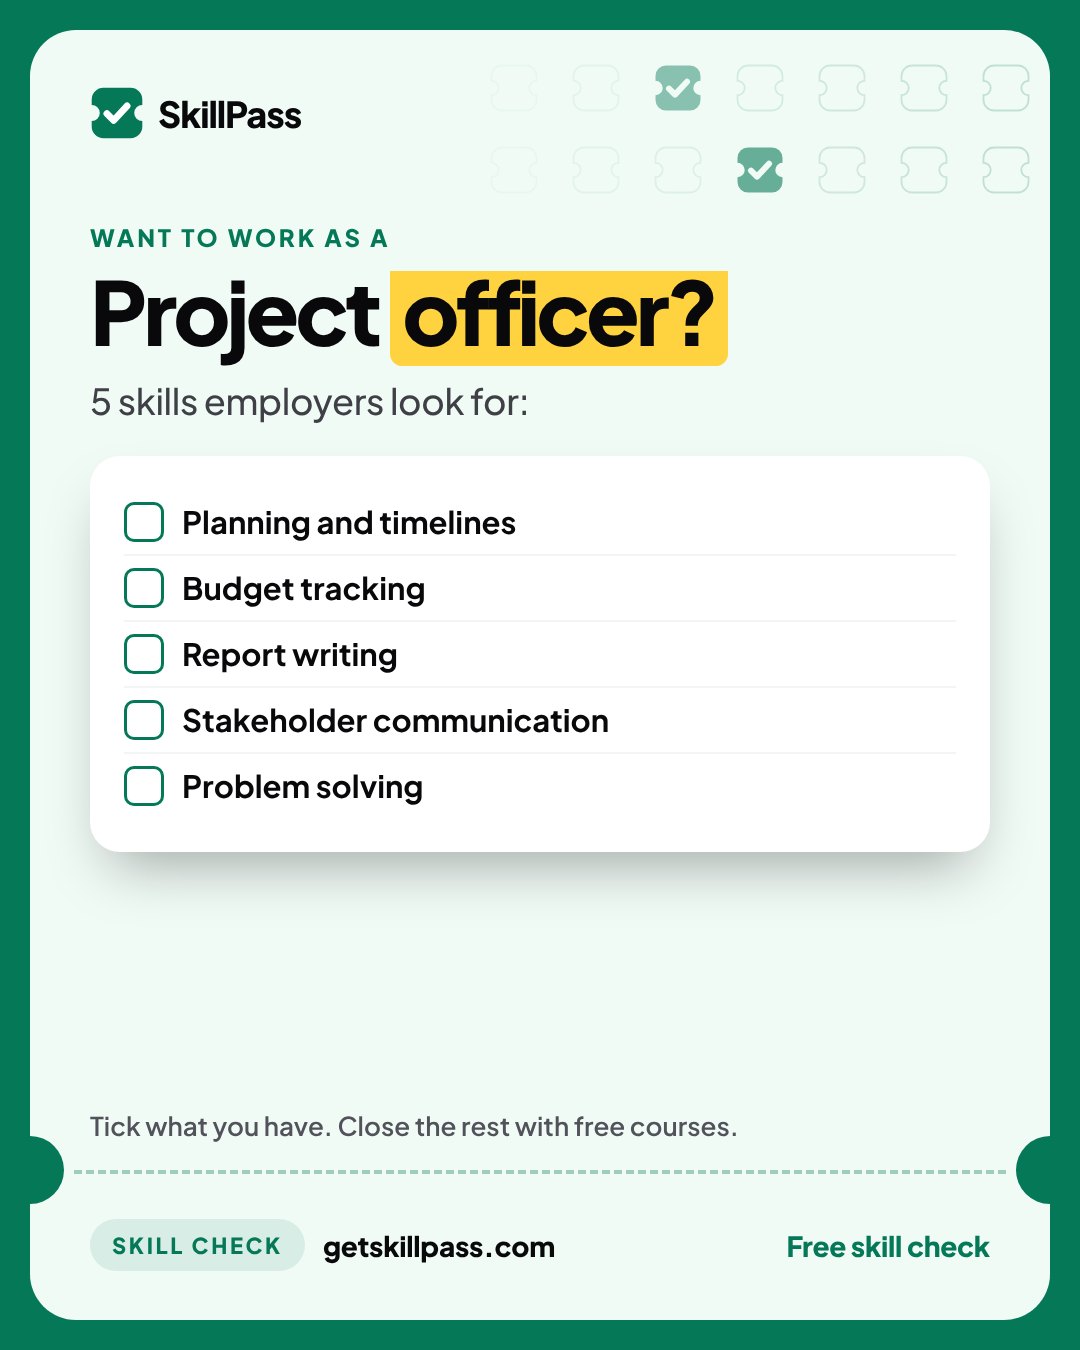 SkillPass
WANT TO WORK AS A
Project officer?
5 skills employers look for:
Planning and timelines
Budget tracking
Report writing
Stakeholder communication
Problem solving
Tick what you have. Close the rest with free courses.
SKILL CHECK getskillpass.com Free skill check